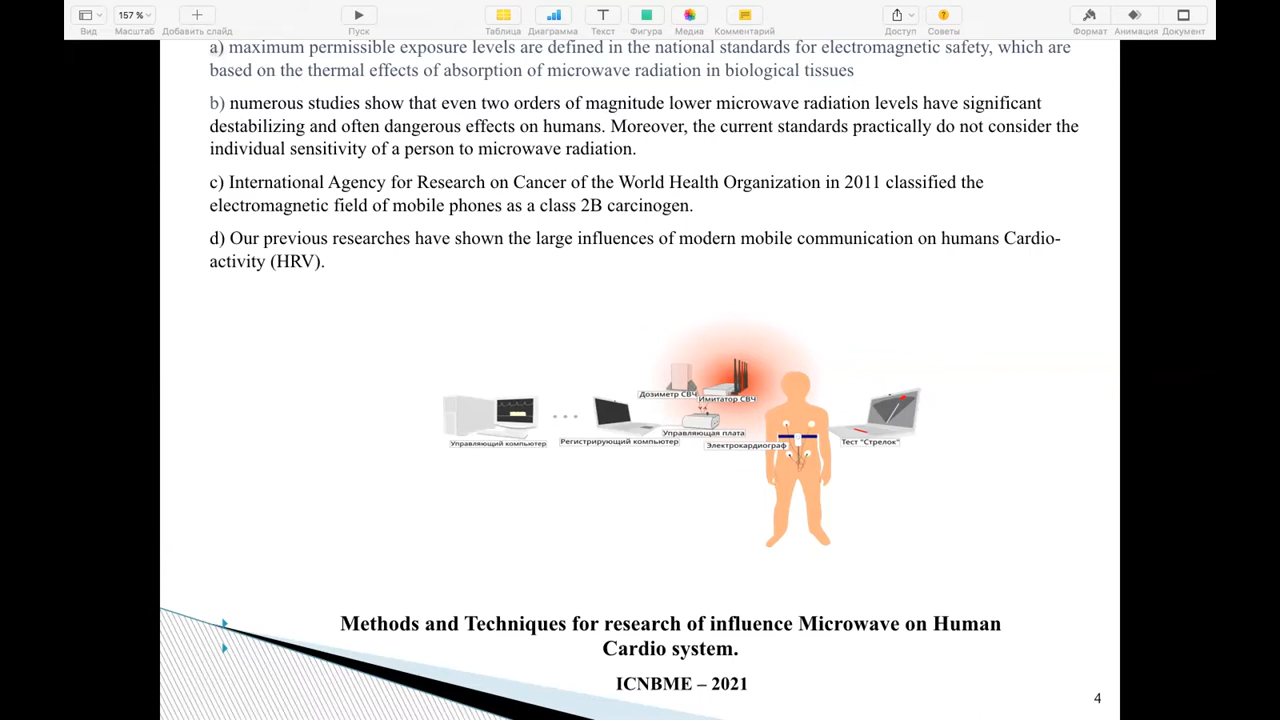 157 %
Вид
Масштаб
Добавить слайд
Пуск
Таблица
Диаграмма
Текст
Фигура
Медиа
Комментарий
Доступ
Советы
Формат
Анимация
Документ
a) maximum permissible exposure levels are defined in the national standards for electromagnetic safety, which are
based on the thermal effects of absorption of microwave radiation in biological tissues
b) numerous studies show that even two orders of magnitude lower microwave radiation levels have significant
destabilizing and often dangerous effects on humans. Moreover, the current standards practically do not consider the
individual sensitivity of a person to microwave radiation.
c) International Agency for Research on Cancer of the World Health Organization in 2011 classified the
electromagnetic field of mobile phones as a class 2B carcinogen.
d) Our previous researches have shown the large influences of modern mobile communication on humans Cardio-
activity (HRV).
Дозиметр СВЧ
Имитатор СВЧ
Управляющий компьютер
Регистрирующий компьютер
Управляющая плата
Электрокардиограф
Тест "Стрелок"
Methods and Techniques for research of influence Microwave on Human
Cardio system.
ICNBME – 2021
4